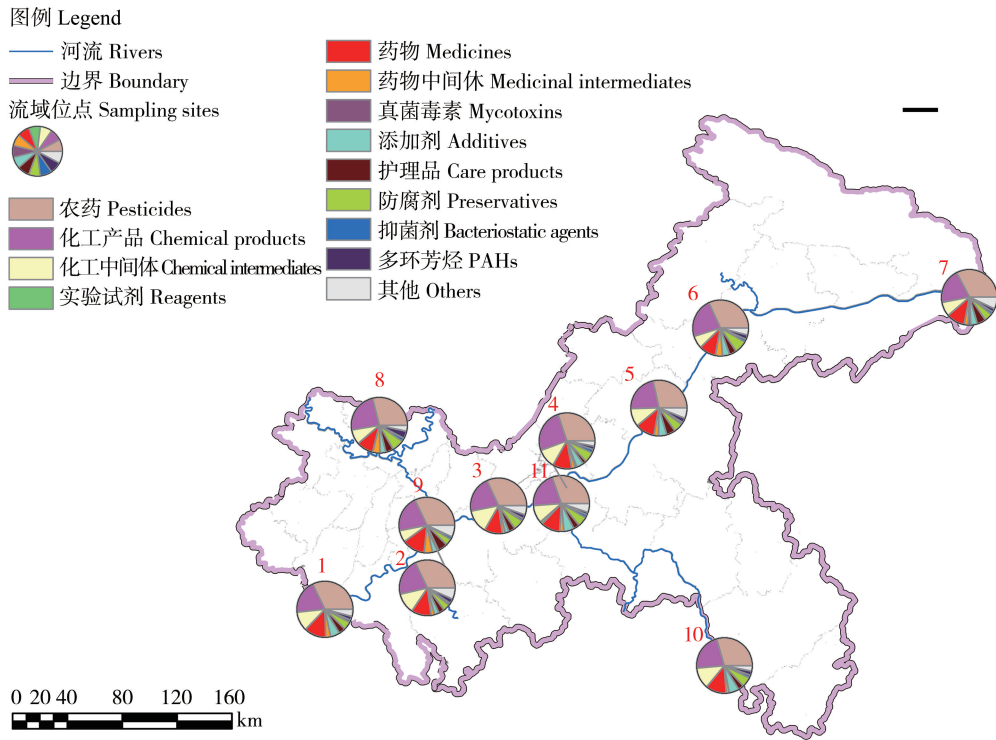 图例 Legend
河流 Rivers
边界 Boundary
流域位点 Sampling sites
农药 Pesticides
化工产品 Chemical products
化工中间体 Chemical intermediates
实验试剂 Reagents
药物 Medicines
药物中间休 Medicinal intermediates
真菌毒素 Mycotoxins
添加剂 Additives
护理品 Care products
防腐剂 Preservatives
抑菌剂 Bacteriostatic agents
多环芳烃 PAHs
其他 Others
7
6
5
8
4
3
11
9
2
1
10
0 20 40 80 120 160
km